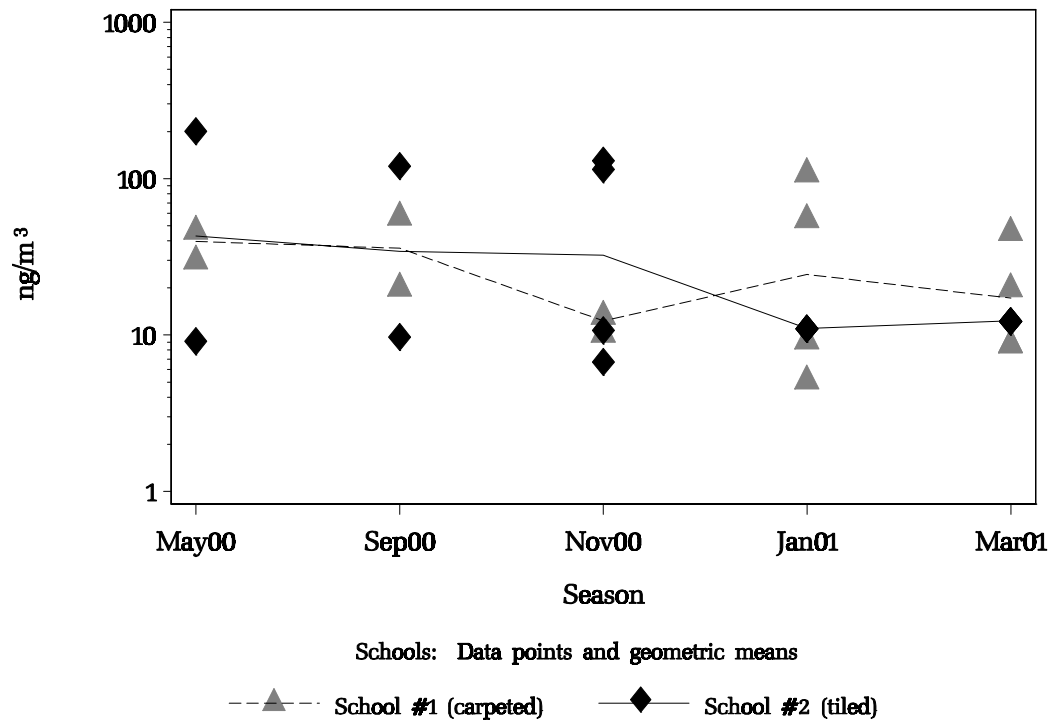 1000
100
10
1
ng/m³
May00 Sep00 Nov00 Jan01 Mar01
Season
Schools: Data points and geometric means
School #1 (carpeted) School #2 (tiled)